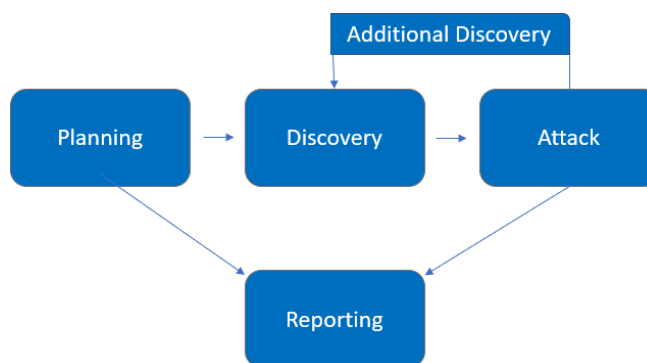 Additional Discovery
Planning
Discovery
Attack
Reporting